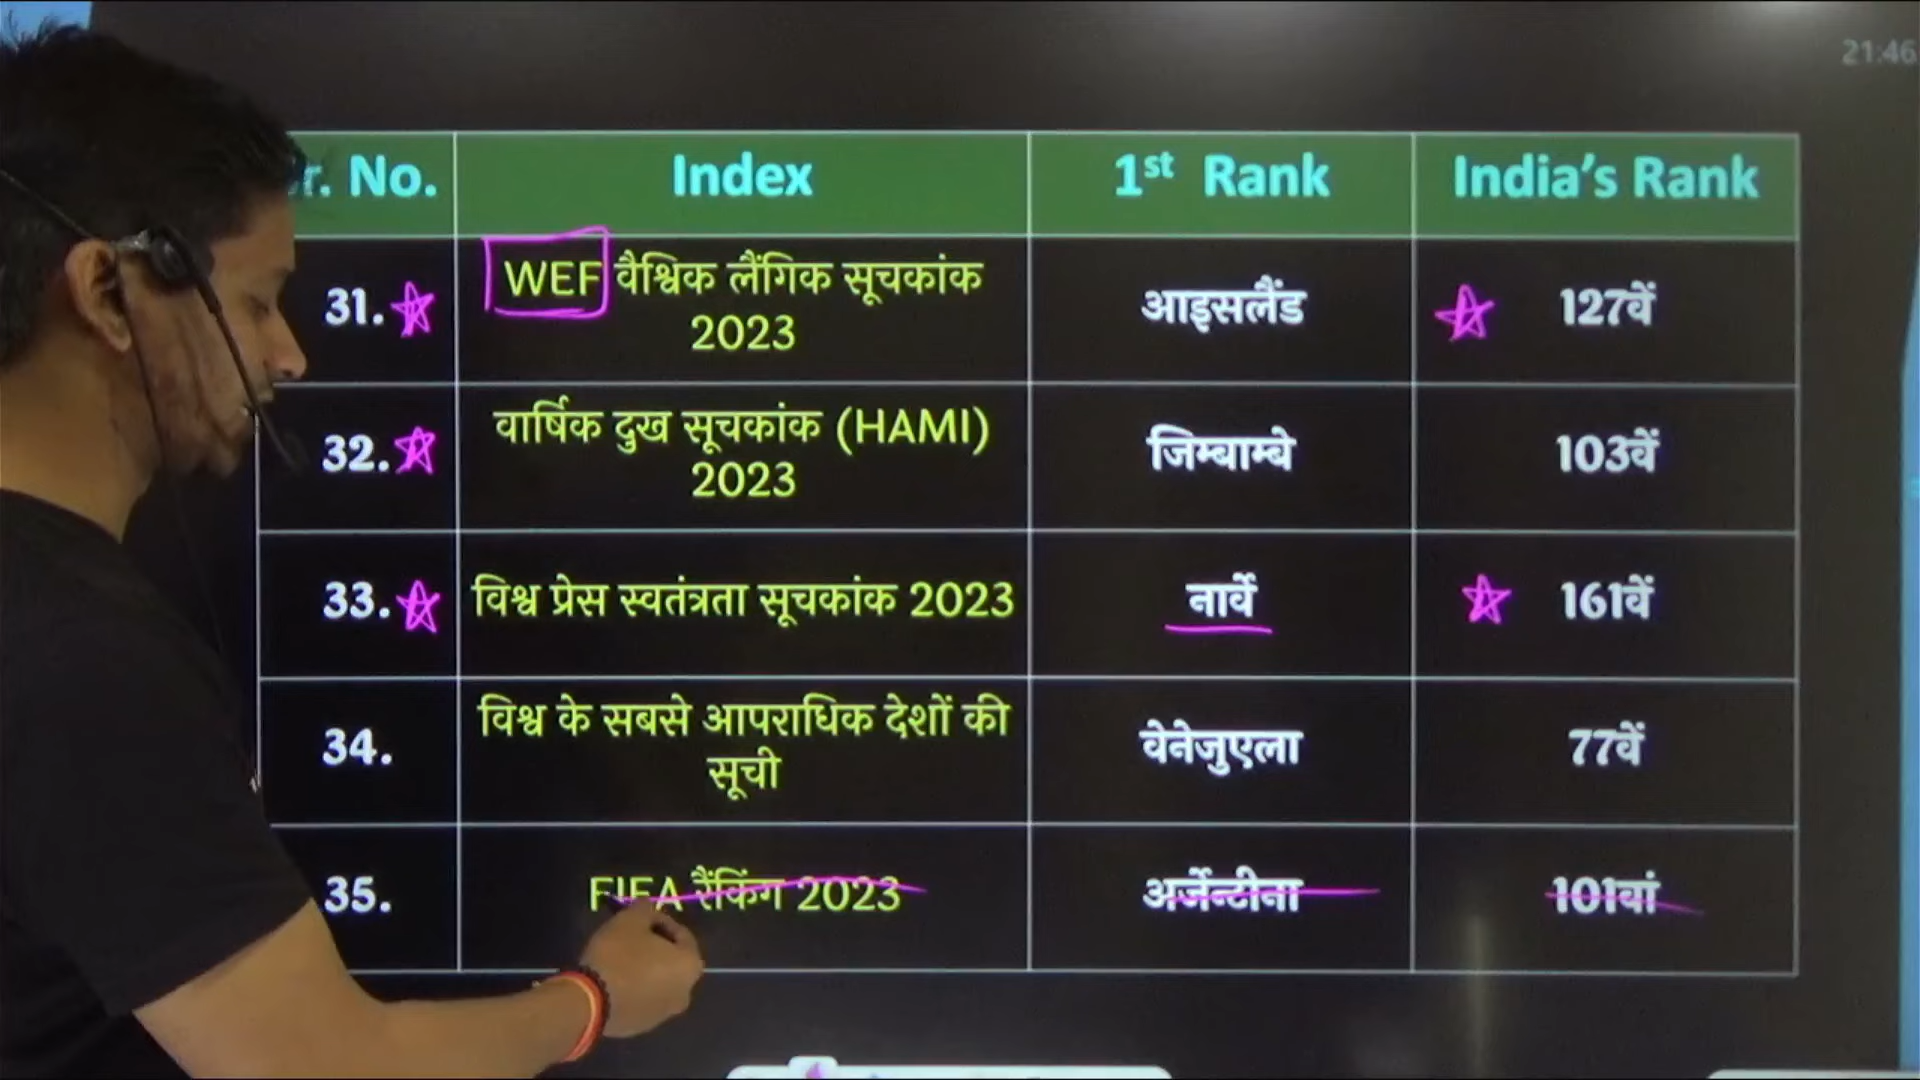 21:46
r. No. Index 1st Rank India's Rank
31. WEF वैश्विक लैंगिक सूचकांक 2023 आइसलैंड 127वें
32. वार्षिक दुख सूचकांक (HAMI) 2023 जिम्बाम्बे 103वें
33. विश्व प्रेस स्वतंत्रता सूचकांक 2023 नार्वे 161वें
34. विश्व के सबसे आपराधिक देशों की सूची वेनेजुएला 77वें
35. FIFA रैंकिंग 2023 अर्जेन्टीना 101वां